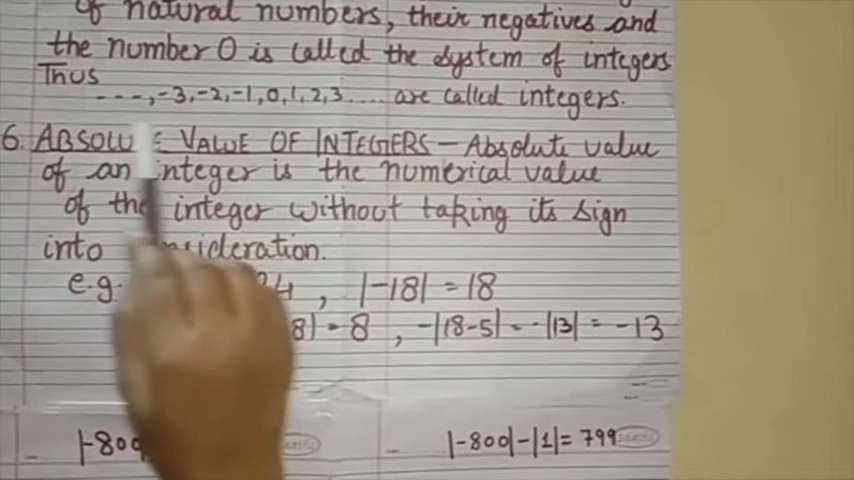 of natural numbers, their negatives and
the number 0 is called the system of integers
Thus
----,-3,-2,-1,0,1,2,3..... are called integers.
6. VALUE OF INTEGERS - Absolute value
of an integer is the numerical value
of the integer without taking its sign
into
e.g. , |-18| = 18
8| = 8 , -|18-5| = -|13| = -13
|-800 |-800|-|1| = 799